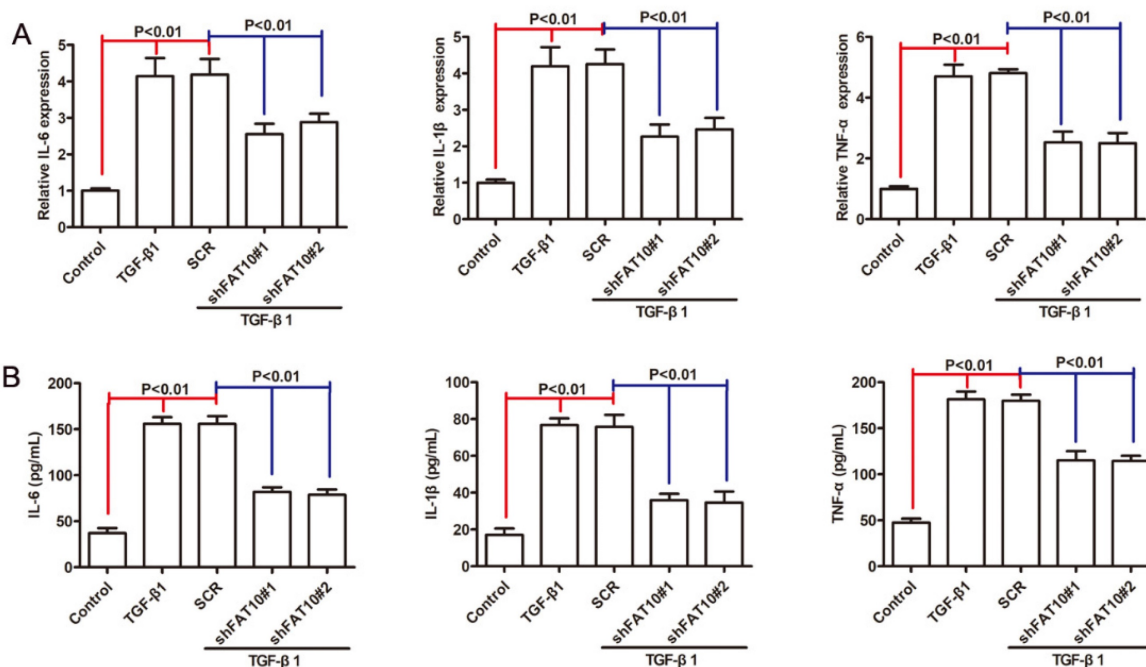 A
Relative IL-6 expression
5
4
3
2
1
0
P<0.01
P<0.01
Control
TGF-β1
SCR
shFAT10#1
shFAT10#2
TGF-β 1
Relative IL-1β expression
5
4
3
2
1
0
P<0.01
P<0.01
Control
TGF-β1
SCR
shFAT10#1
shFAT10#2
TGF-β 1
Relative TNF-α expression
6
4
2
0
P<0.01
P<0.01
Control
TGF-β1
SCR
shFAT10#1
shFAT10#2
TGF-β 1
B
IL-6 (pg/mL)
200
150
100
50
0
P<0.01
P<0.01
Control
TGF-β1
SCR
shFAT10#1
shFAT10#2
TGF-β 1
IL-1β (pg/mL)
100
80
60
40
20
0
P<0.01
P<0.01
Control
TGF-β1
SCR
shFAT10#1
shFAT10#2
TGF-β 1
TNF-α (pg/mL)
200
150
100
50
0
P<0.01
P<0.01
Control
TGF-β1
SCR
shFAT10#1
shFAT10#2
TGF-β 1